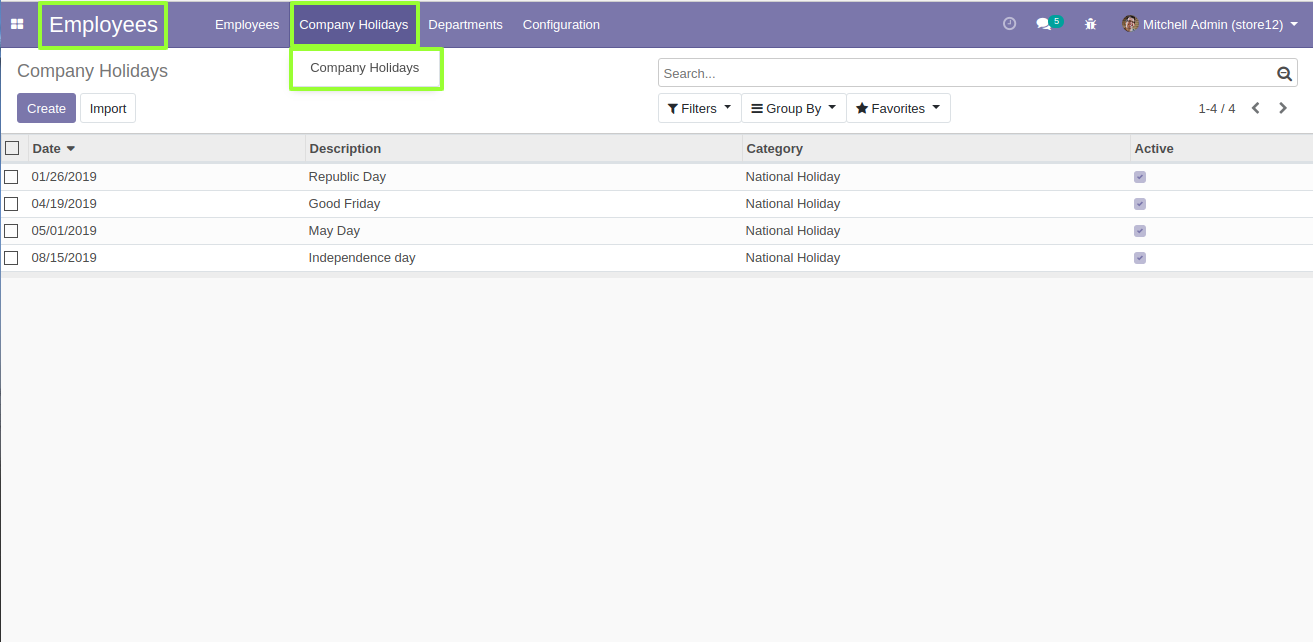 Employees Employees Company Holidays Departments Configuration 5 Mitchell Admin (store12)
Company Holidays
Company Holidays Search...
Create Import Filters Group By Favorites 1-4 / 4
Date Description Category Active
01/26/2019 Republic Day National Holiday
04/19/2019 Good Friday National Holiday
05/01/2019 May Day National Holiday
08/15/2019 Independence day National Holiday